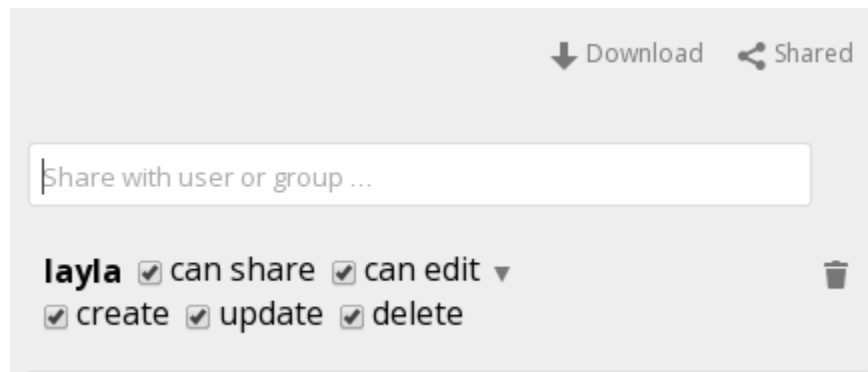 Download Shared
Share with user or group ...
layla can share can edit
create update delete